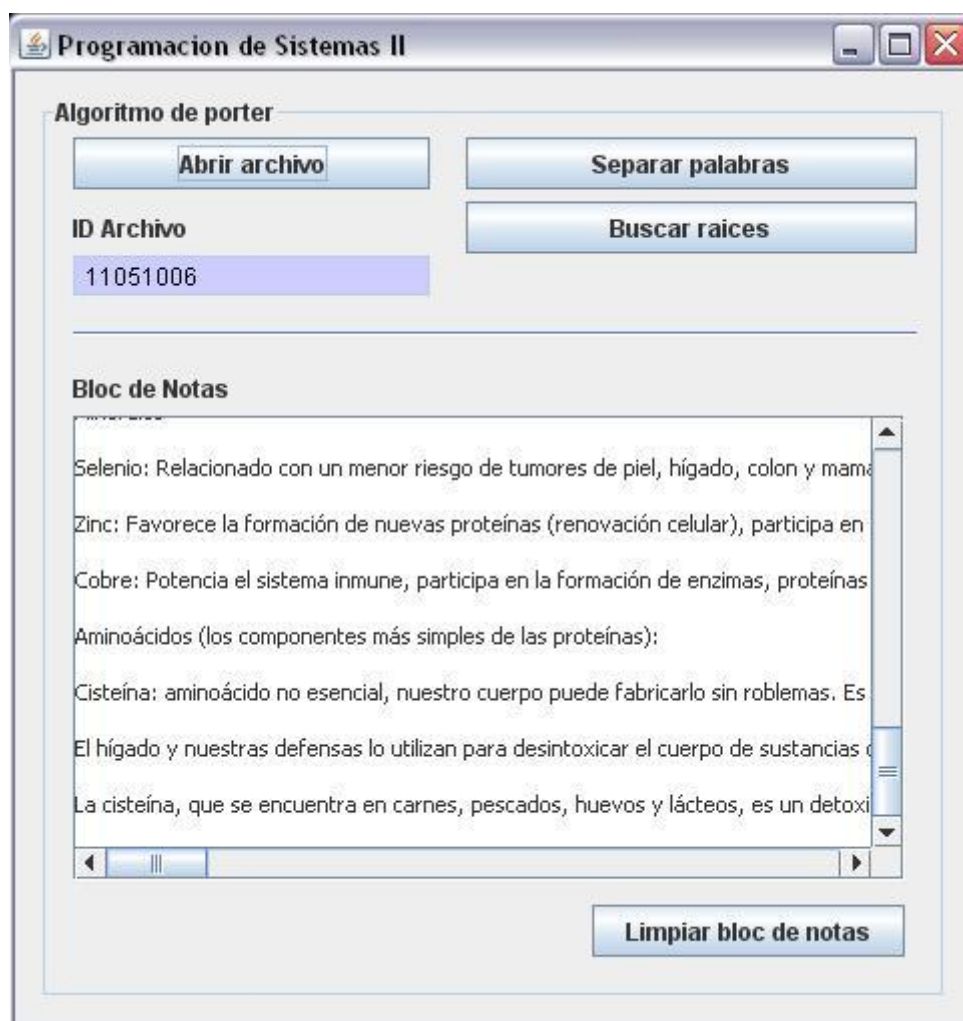 Programacion de Sistemas II
Algoritmo de porter
Abrir archivo
Separar palabras
ID Archivo
Buscar raices
11051006
Bloc de Notas
Selenio: Relacionado con un menor riesgo de tumores de piel, hígado, colon y mama
Zinc: Favorece la formación de nuevas proteínas (renovación celular), participa en
Cobre: Potencia el sistema inmune, participa en la formación de enzimas, proteínas
Aminoácidos (los componentes más simples de las proteínas):
Cisteína: aminoácido no esencial, nuestro cuerpo puede fabricarlo sin roblemas. Es
El hígado y nuestras defensas lo utilizan para desintoxicar el cuerpo de sustancias
La cisteína, que se encuentra en carnes, pescados, huevos y lácteos, es un detoxi
Limpiar bloc de notas